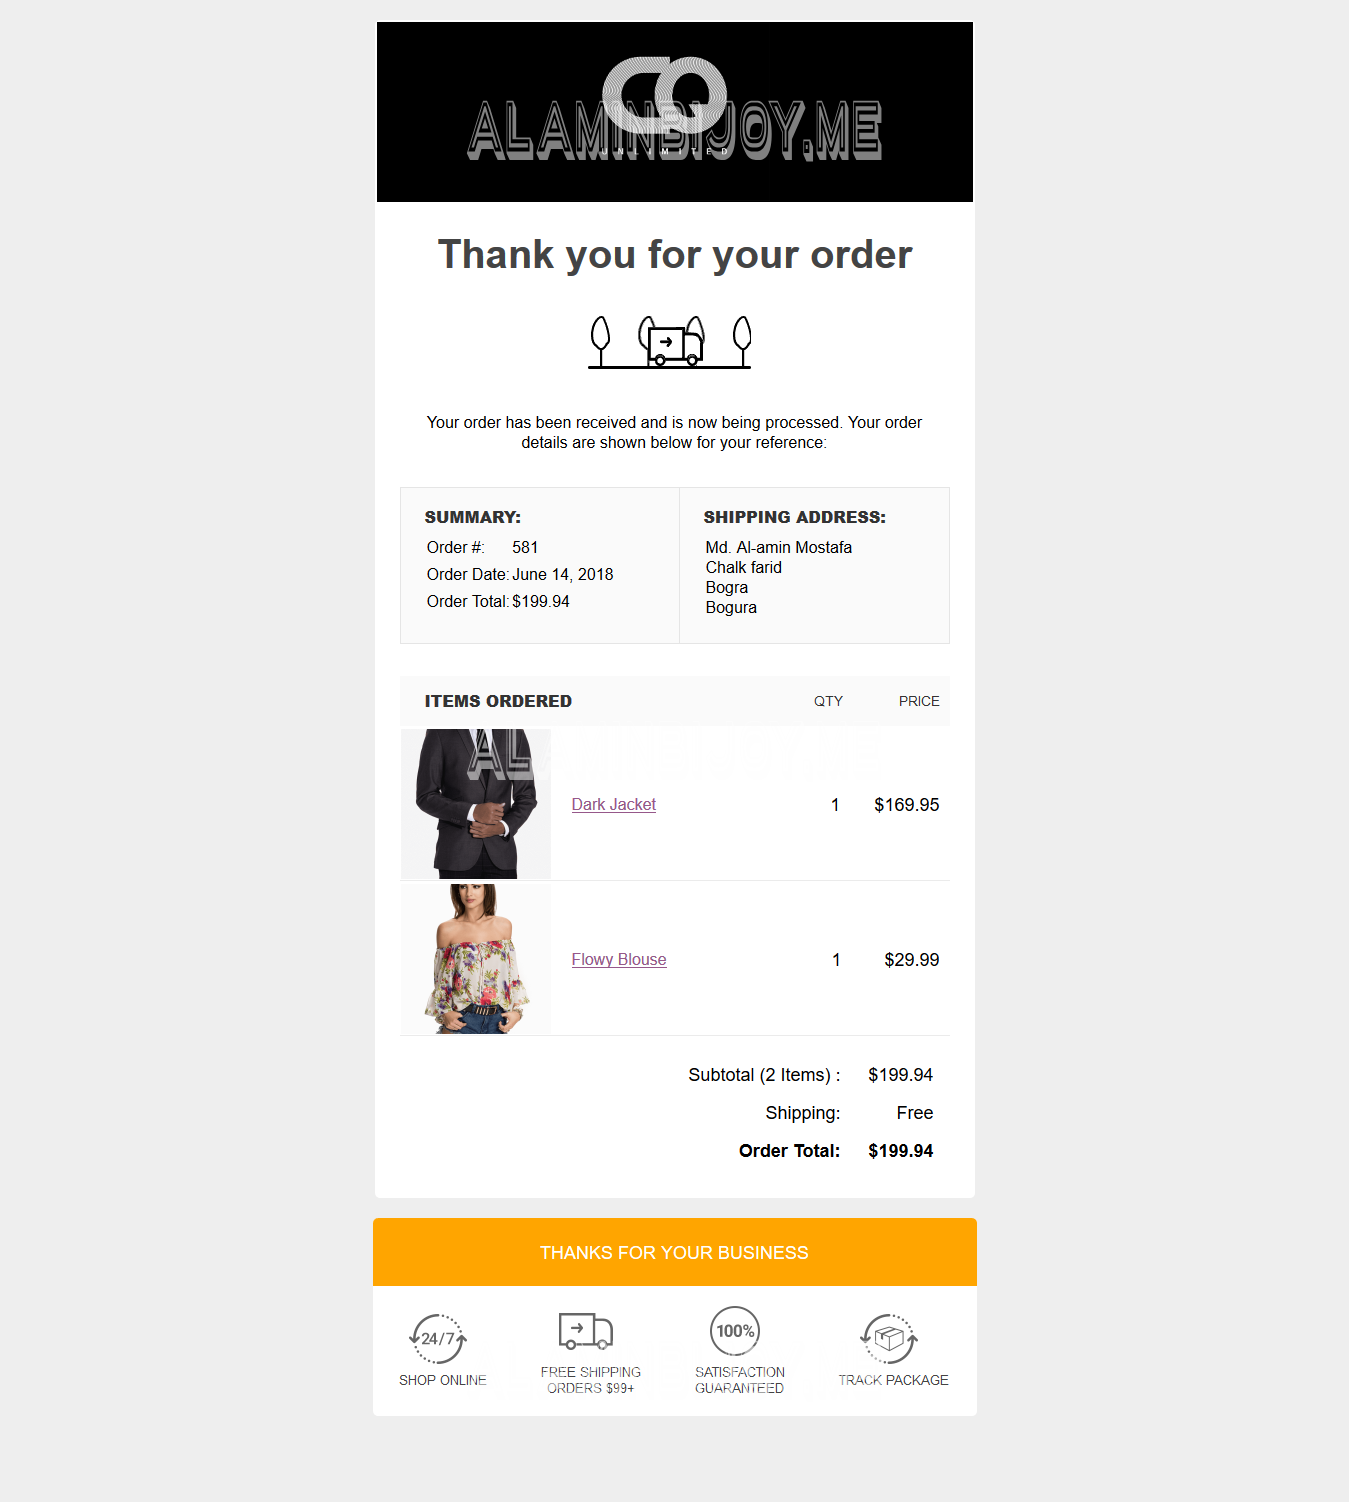 CQ
UNLIMITED
ALAMINBIJOY.ME
Thank you for your order
Your order has been received and is now being processed. Your order
details are shown below for your reference:
SUMMARY:
Order #: 581
Order Date: June 14, 2018
Order Total: $199.94
SHIPPING ADDRESS:
Md. Al-amin Mostafa
Chalk farid
Bogra
Bogura
ITEMS ORDERED QTY PRICE
AL
Dark Jacket 1 $169.95
Flowy Blouse 1 $29.99
Subtotal (2 Items) : $199.94
Shipping: Free
Order Total: $199.94
THANKS FOR YOUR BUSINESS
24/7
SHOP ONLINE
FREE SHIPPING
ORDERS $99+
100%
SATISFACTION
GUARANTEED
TRACK PACKAGE